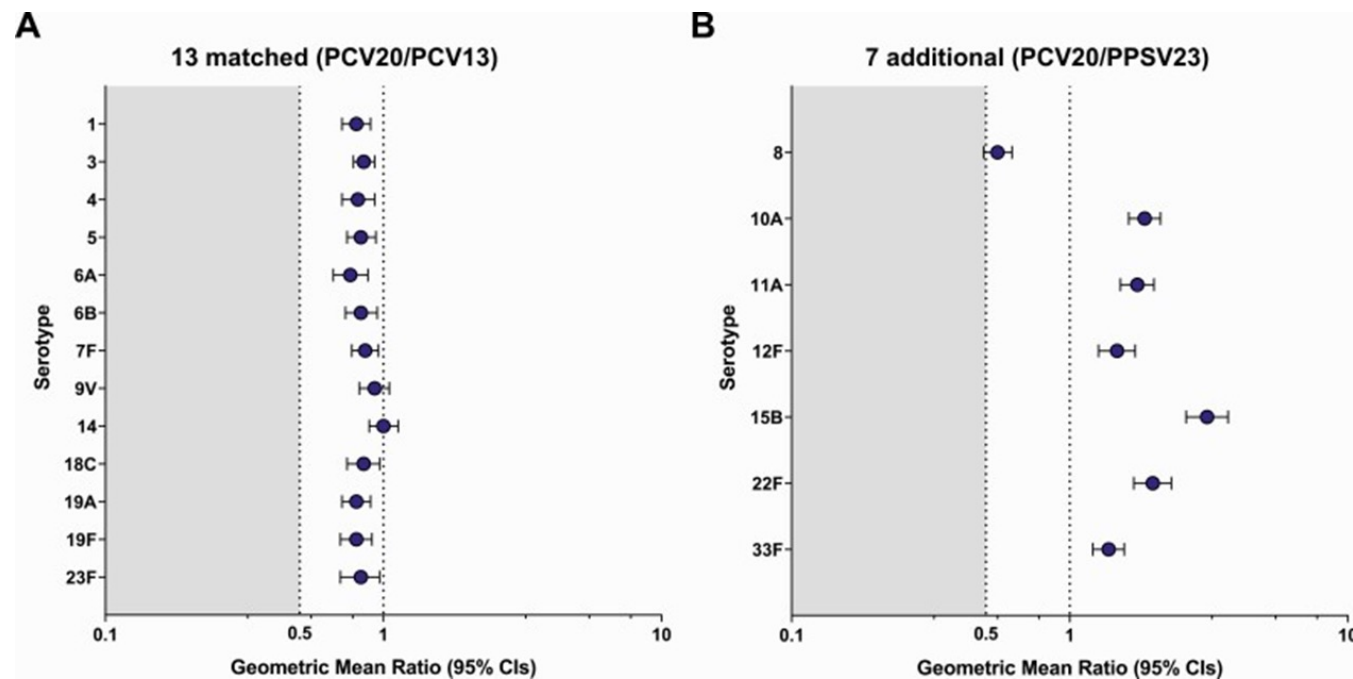 A
13 matched (PCV20/PCV13)
Serotype
1
3
4
5
6A
6B
7F
9V
14
18C
19A
19F
23F
0.1 0.5 1 10
Geometric Mean Ratio (95% CIs)
B
7 additional (PCV20/PPSV23)
Serotype
8
10A
11A
12F
15B
22F
33F
0.1 0.5 1 10
Geometric Mean Ratio (95% CIs)